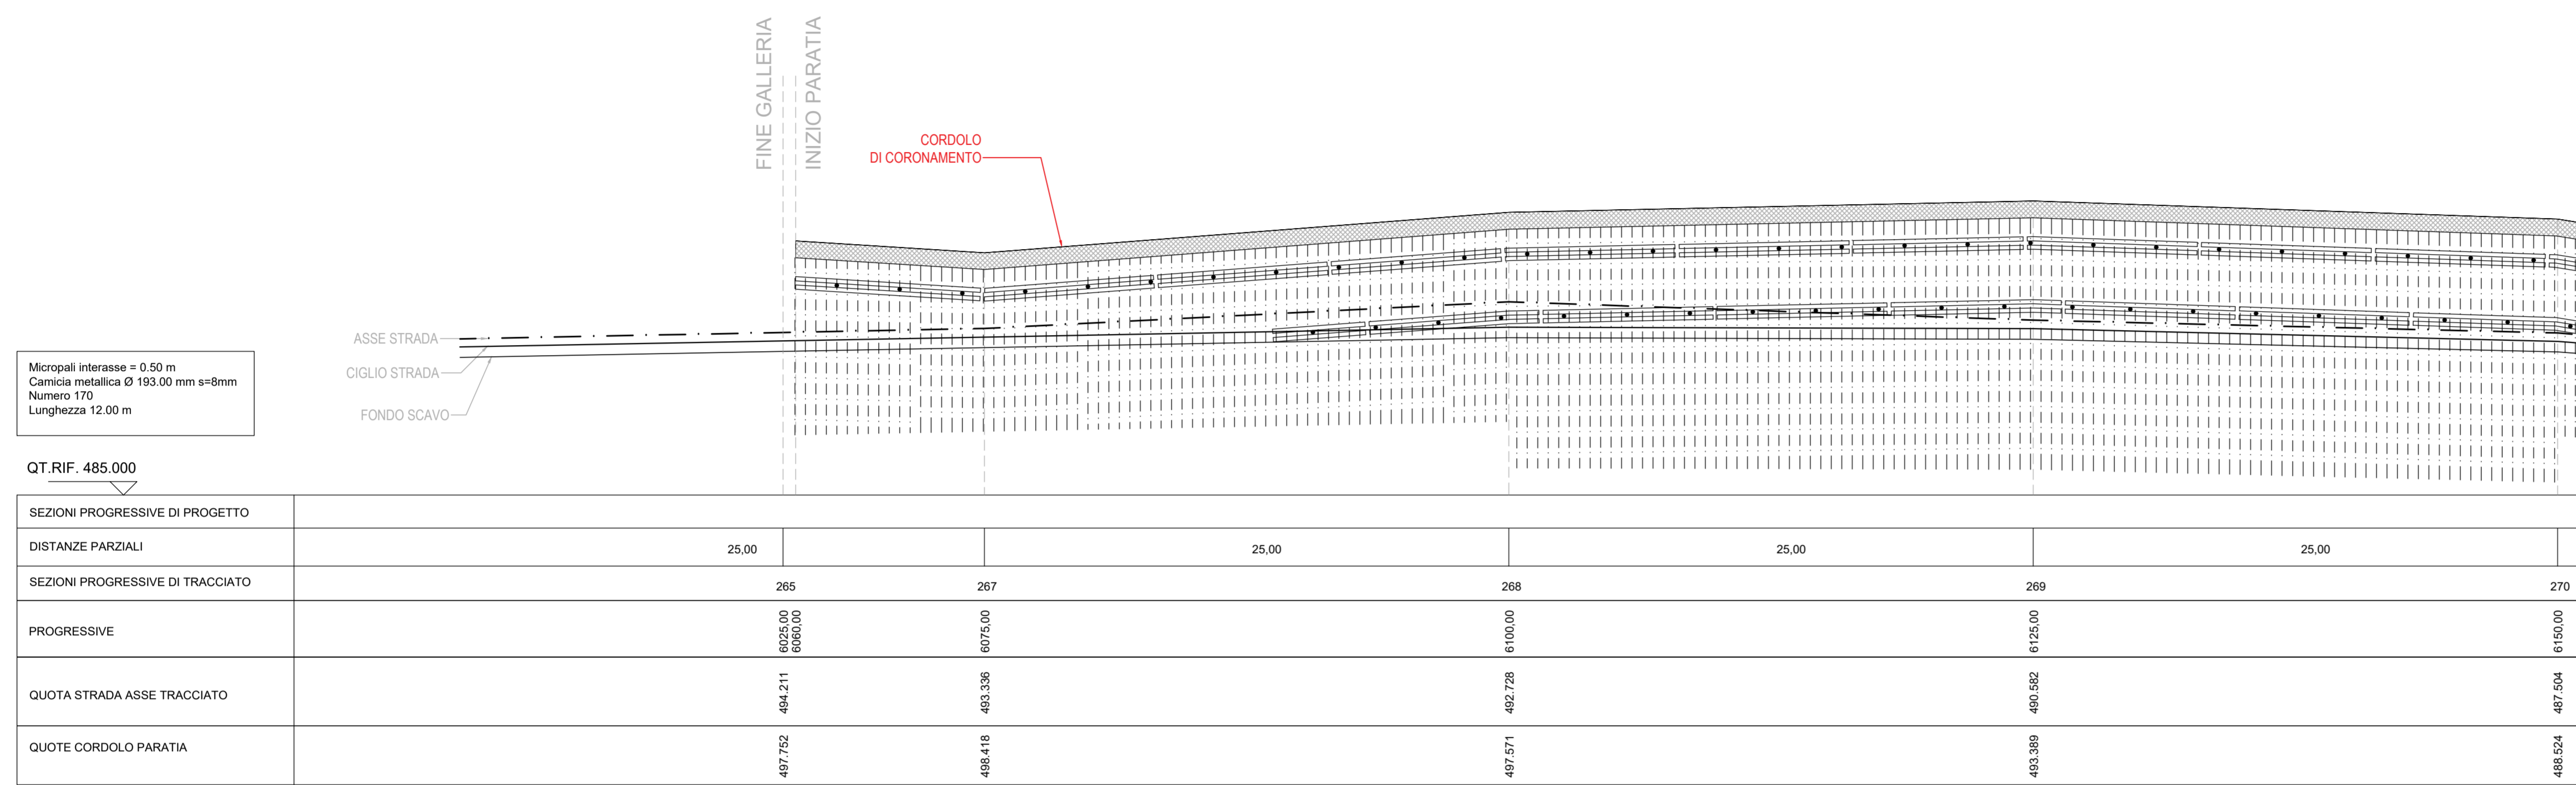 FINE GALLERIA
INIZIO PARATIA
CORDOLO
DI CORONAMENTO
ASSE STRADA
CIGLIO STRADA
FONDO SCAVO
Micropali interasse = 0.50 m
Camicia metallica Ø 193.00 mm s=8mm
Numero 170
Lunghezza 12.00 m
QT.RIF. 485.000
SEZIONI PROGRESSIVE DI PROGETTO
DISTANZE PARZIALI
25,00
25,00
25,00
25,00
SEZIONI PROGRESSIVE DI TRACCIATO
265
267
268
269
270
PROGRESSIVE
6025,00
6060,00
6075,00
6100,00
6125,00
6150,00
QUOTA STRADA ASSE TRACCIATO
494.211
493.336
492.728
490.582
487.504
QUOTE CORDOLO PARATIA
497.752
498.418
497.571
493.389
488.524